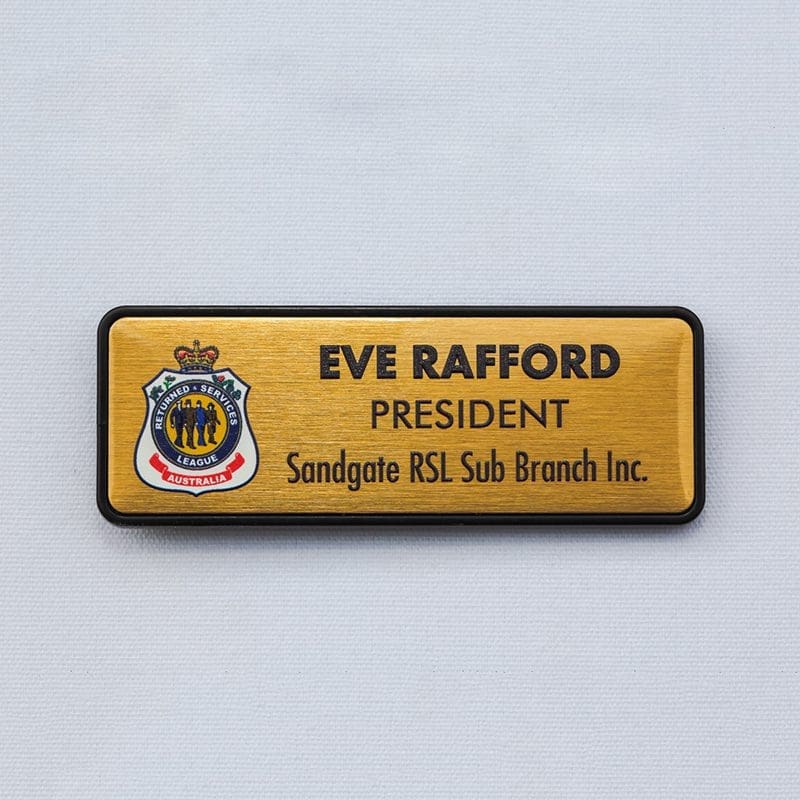 RETURNED SERVICES
LEAGUE
AUSTRALIA
EVE RAFFORD
PRESIDENT
Sandgate RSL Sub Branch Inc.